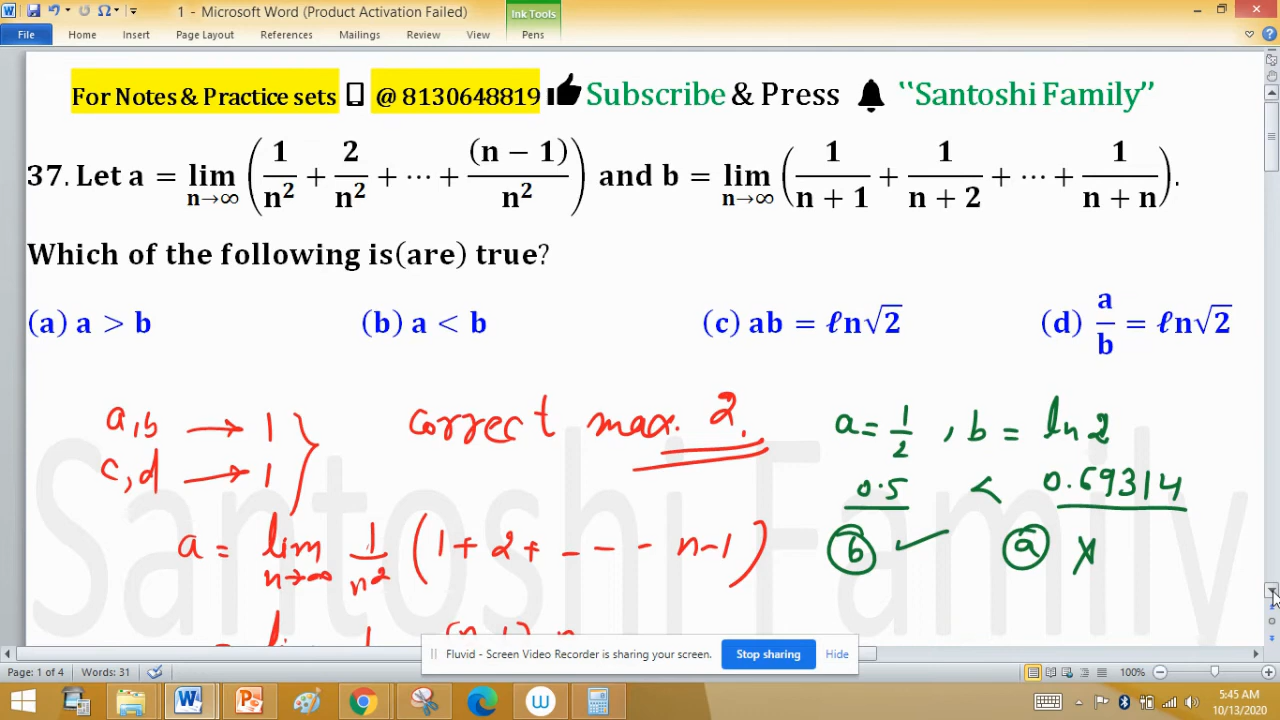 1 - Microsoft Word (Product Activation Failed)
Ink Tools
File Home Insert Page Layout References Mailings Review View Pens
For Notes & Practice sets @ 8130648819 Subscribe & Press "Santoshi Family"
37. Let a = lim n→∞ (1/n² + 2/n² + ⋯ + (n − 1)/n²) and b = lim n→∞ (1/(n + 1) + 1/(n + 2) + ⋯ + 1/(n + n)).
Which of the following is(are) true?
(a) a > b (b) a < b (c) ab = ℓn√2 (d) a/b = ℓn√2
a,b → 1
c,d → 1
correct max. 2.
a = 1/2 , b = ln 2
0.5 < 0.69314
b ✓ a ×
a = lim n→∞ 1/n² (1 + 2 + - - - n-1)
Santoshi Family
Fluvid - Screen Video Recorder is sharing your screen. Stop sharing Hide
Page: 1 of 4 Words: 31 100%
5:45 AM
10/13/2020